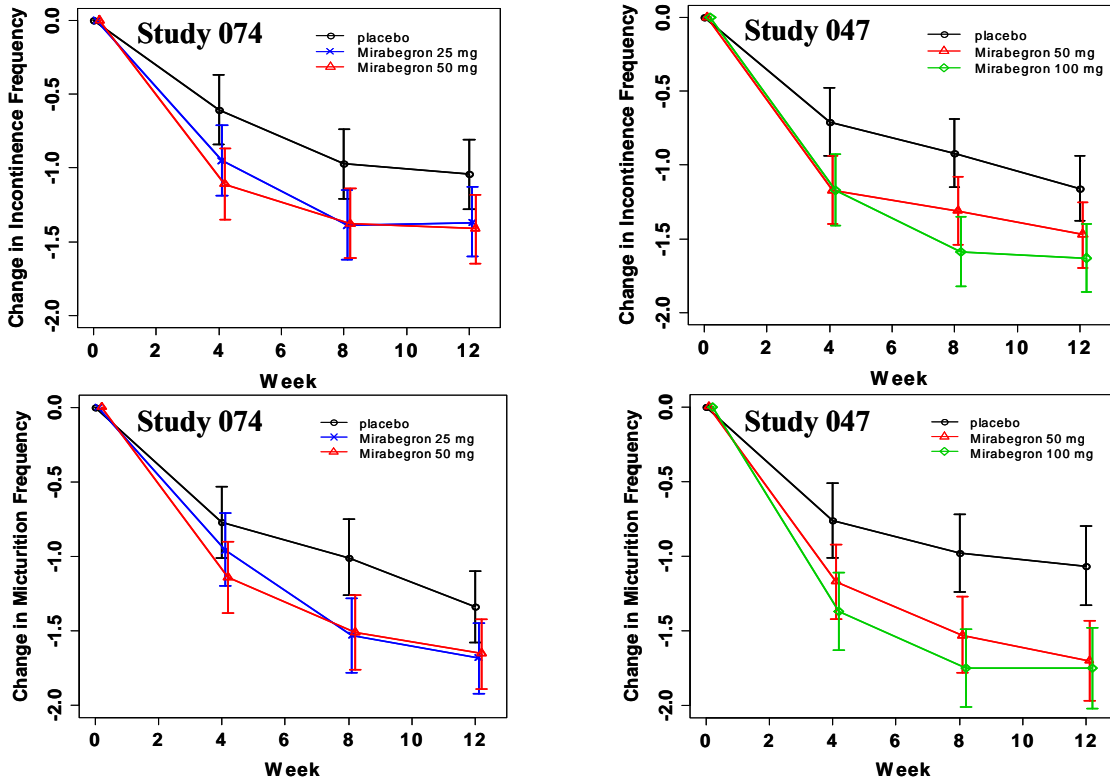 Study 074
placebo
Mirabegron 25 mg
Mirabegron 50 mg
Change in Incontinence Frequency
0.0
-0.5
-1.0
-1.5
-2.0
0 2 4 6 8 10 12
Week
Study 047
placebo
Mirabegron 50 mg
Mirabegron 100 mg
Change in Incontinence Frequency
0.0
-0.5
-1.0
-1.5
-2.0
0 2 4 6 8 10 12
Week
Study 074
placebo
Mirabegron 25 mg
Mirabegron 50 mg
Change in Micturition Frequency
0.0
-0.5
-1.0
-1.5
-2.0
0 2 4 6 8 10 12
Week
Study 047
placebo
Mirabegron 50 mg
Mirabegron 100 mg
Change in Micturition Frequency
0.0
-0.5
-1.0
-1.5
-2.0
0 2 4 6 8 10 12
Week